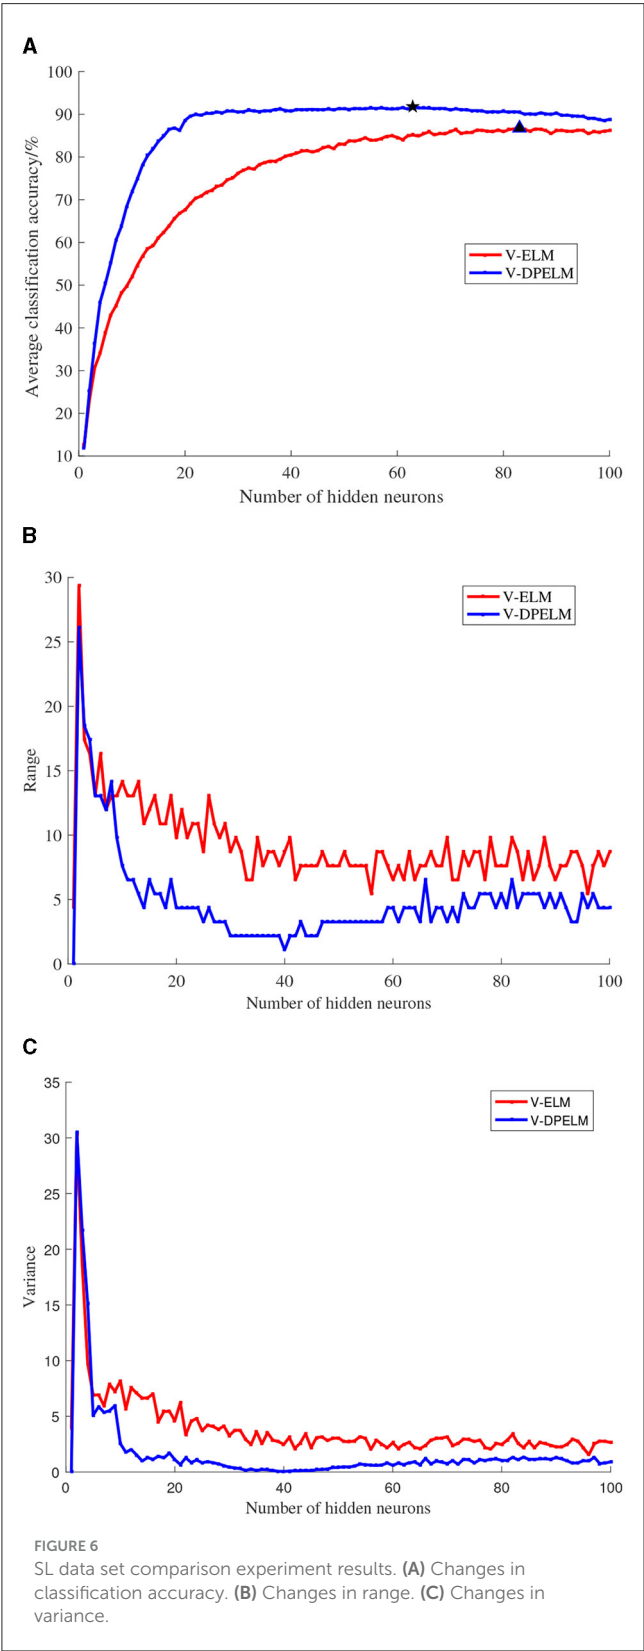 A
100
90
80
70
60
50
40
30
20
10
Average classification accuracy/%
V-ELM
V-DPELM
0 20 40 60 80 100
Number of hidden neurons
B
30
25
20
15
10
5
0
Range
V-ELM
V-DPELM
0 20 40 60 80 100
Number of hidden neurons
C
35
30
25
20
15
10
5
0
Variance
V-ELM
V-DPELM
0 20 40 60 80 100
Number of hidden neurons
FIGURE 6
SL data set comparison experiment results. (A) Changes in
classification accuracy. (B) Changes in range. (C) Changes in
variance.